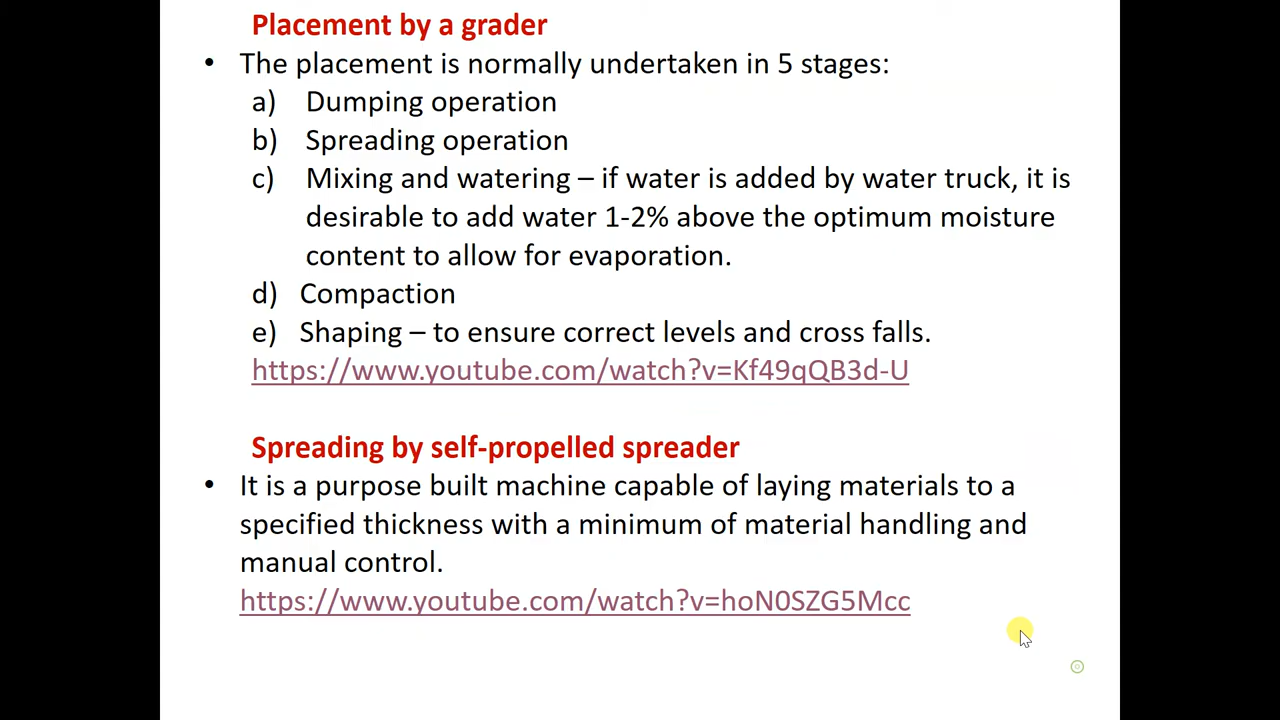 Placement by a grader
• The placement is normally undertaken in 5 stages:
a) Dumping operation
b) Spreading operation
c) Mixing and watering – if water is added by water truck, it is
desirable to add water 1-2% above the optimum moisture
content to allow for evaporation.
d) Compaction
e) Shaping – to ensure correct levels and cross falls.
https://www.youtube.com/watch?v=Kf49qQB3d-U
Spreading by self-propelled spreader
• It is a purpose built machine capable of laying materials to a
specified thickness with a minimum of material handling and
manual control.
https://www.youtube.com/watch?v=hoN0SZG5Mcc